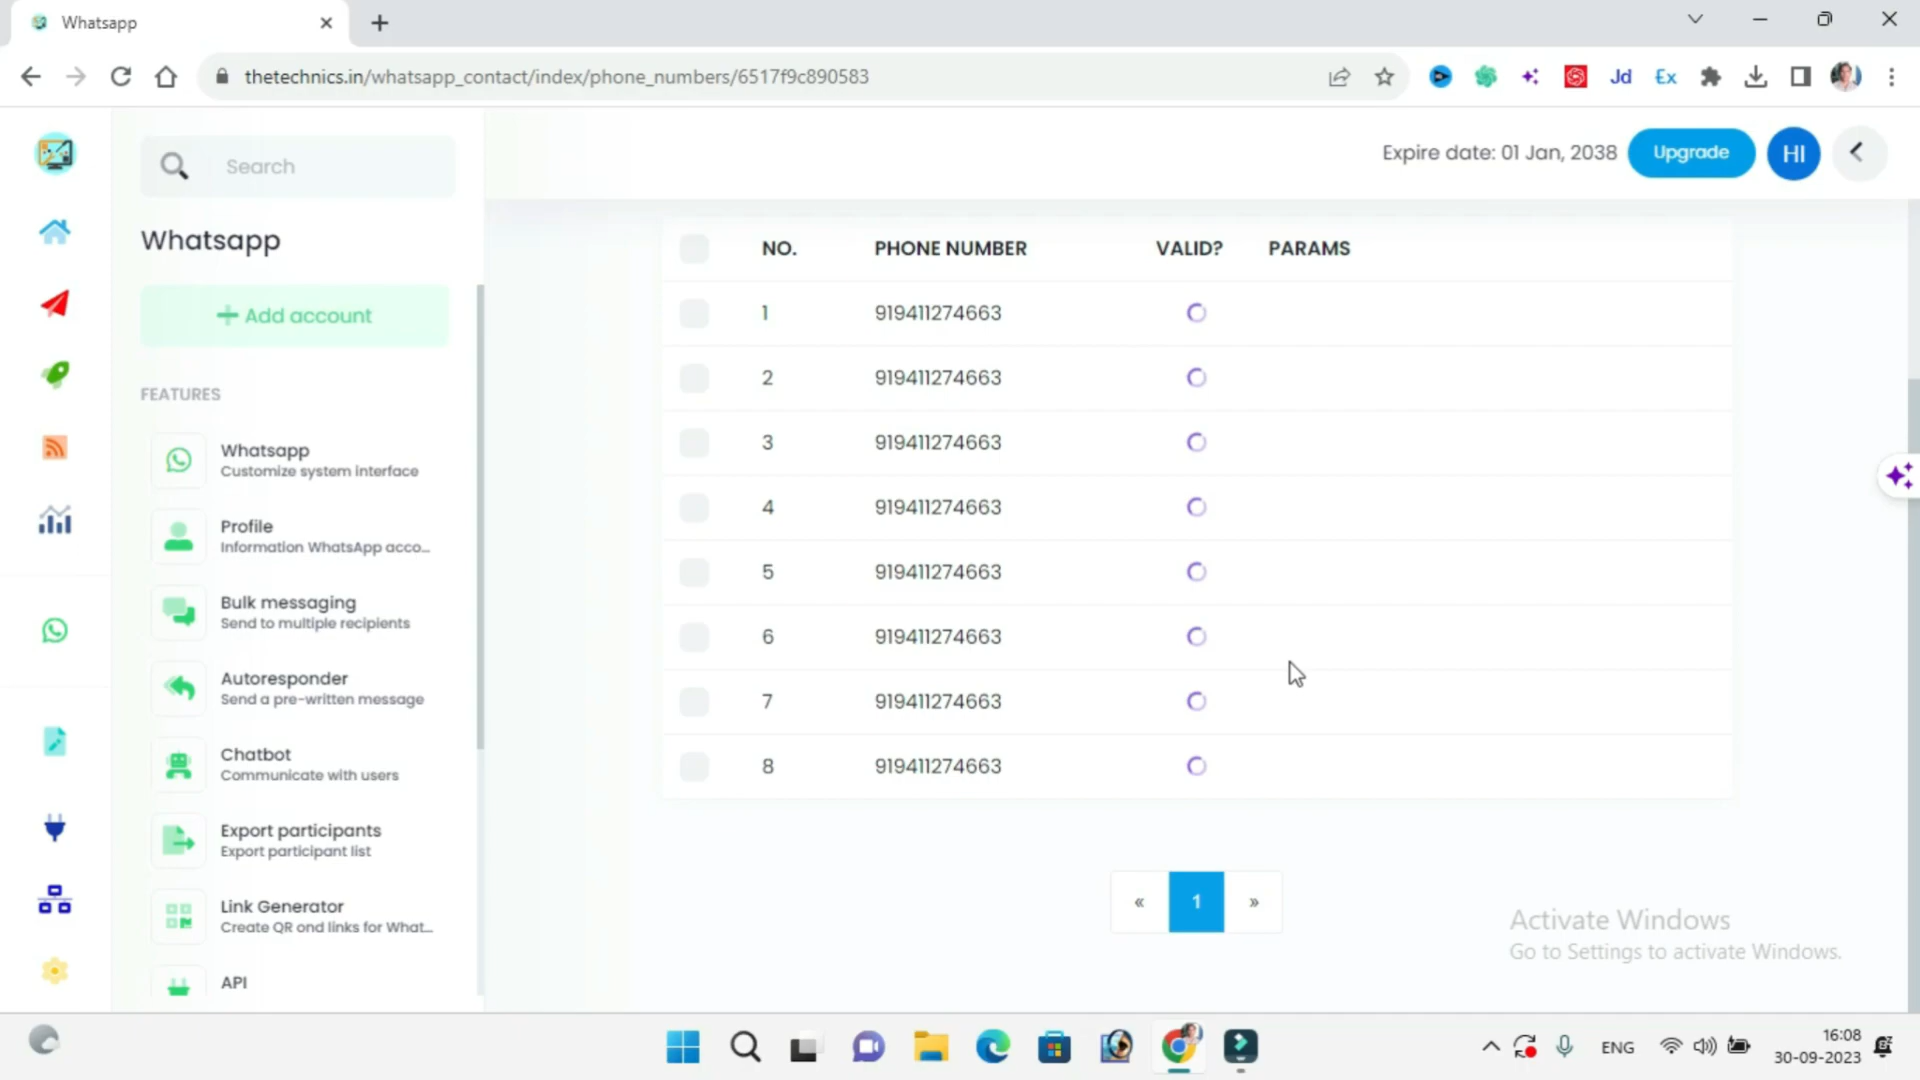 Whatsapp
thetechnics.in/whatsapp_contact/index/phone_numbers/6517f9c890583
Jd
Ex
Search
Expire date: 01 Jan, 2038
Upgrade
HI
Whatsapp
+ Add account
FEATURES
Whatsapp
Customize system interface
Profile
Information WhatsApp acco...
Bulk messaging
Send to multiple recipients
Autoresponder
Send a pre-written message
Chatbot
Communicate with users
Export participants
Export participant list
Link Generator
Create QR ond links for What...
API
NO. PHONE NUMBER VALID? PARAMS
1 919411274663
2 919411274663
3 919411274663
4 919411274663
5 919411274663
6 919411274663
7 919411274663
8 919411274663
« 1 »
Activate Windows
Go to Settings to activate Windows.
ENG
16:08
30-09-2023